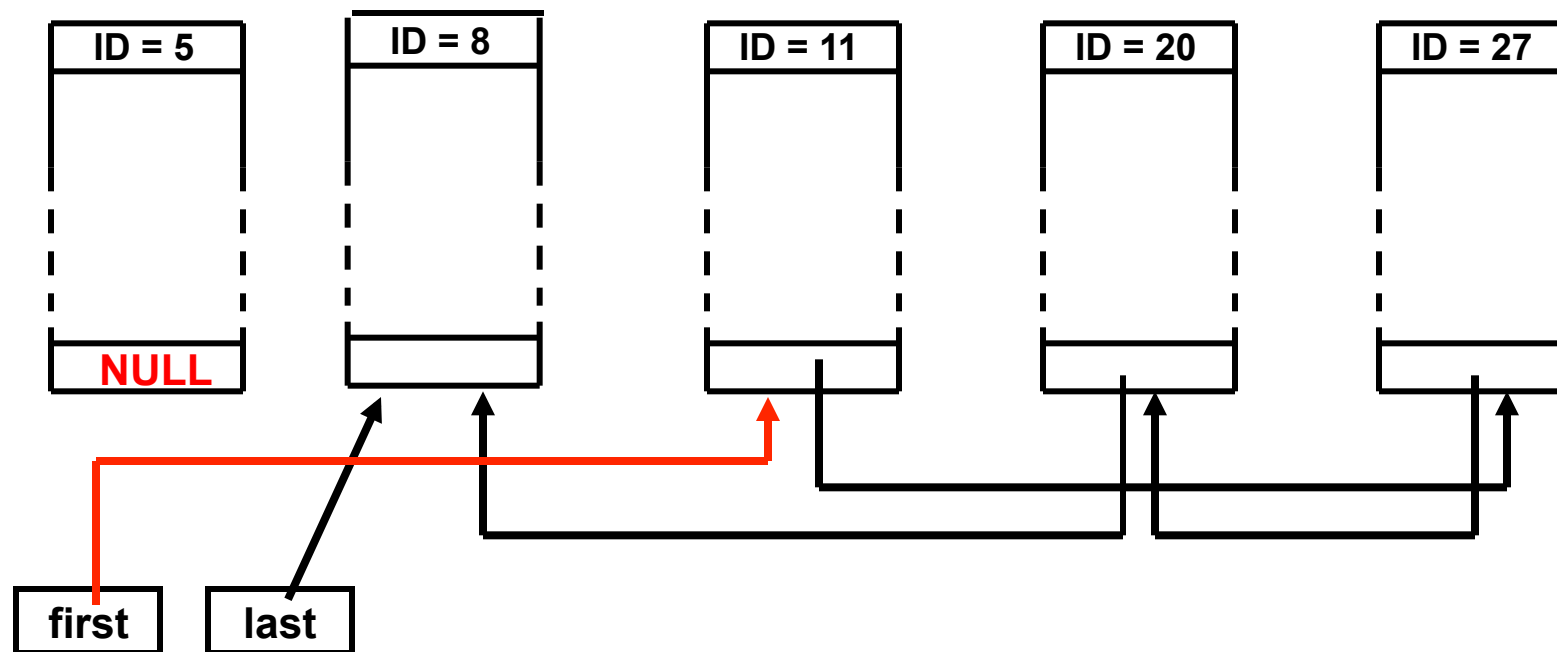 ID = 5
ID = 8
ID = 11
ID = 20
ID = 27
NULL
first
last